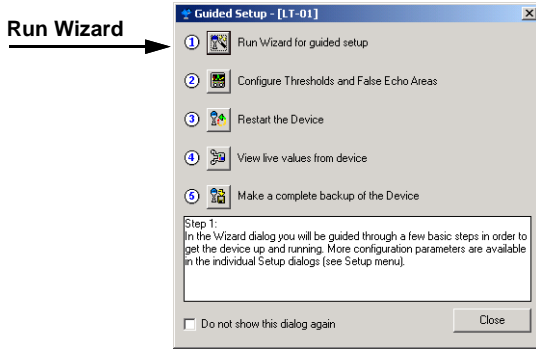 Run Wizard
Guided Setup - [LT-01]
1 Run Wizard for guided setup
2 Configure Thresholds and False Echo Areas
3 Restart the Device
4 View live values from device
5 Make a complete backup of the Device
Step 1:
In the Wizard dialog you will be guided through a few basic steps in order to
get the device up and running. More configuration parameters are available
in the individual Setup dialogs (see Setup menu).
Do not show this dialog again
Close